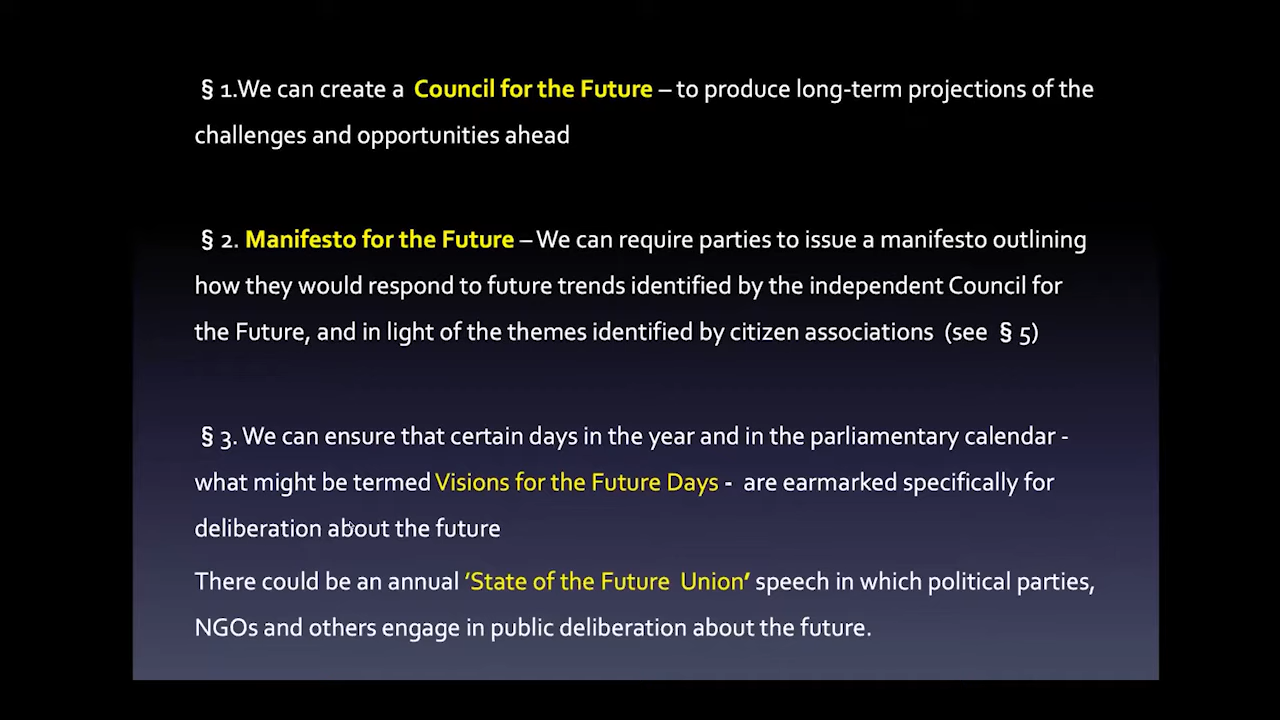 § 1.We can create a Council for the Future – to produce long-term projections of the
challenges and opportunities ahead
§ 2. Manifesto for the Future – We can require parties to issue a manifesto outlining
how they would respond to future trends identified by the independent Council for
the Future, and in light of the themes identified by citizen associations (see § 5)
§ 3. We can ensure that certain days in the year and in the parliamentary calendar -
what might be termed Visions for the Future Days - are earmarked specifically for
deliberation about the future
There could be an annual ‘State of the Future Union’ speech in which political parties,
NGOs and others engage in public deliberation about the future.